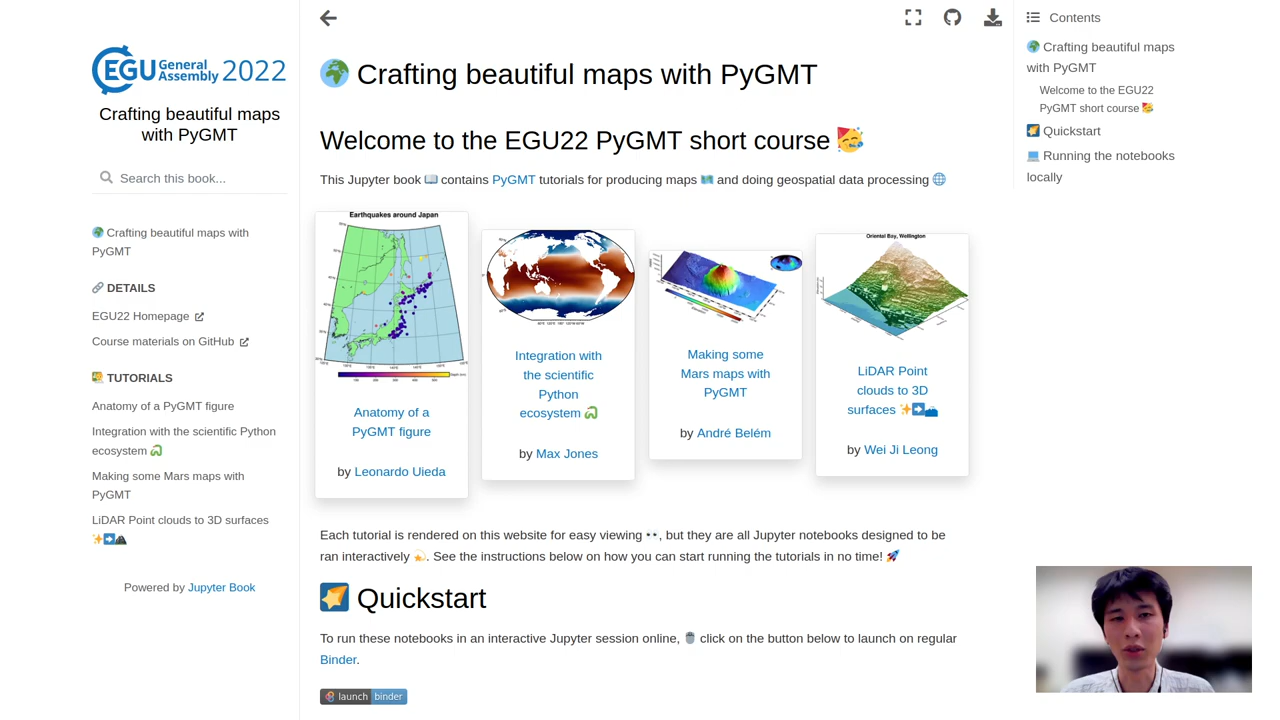 EGU General Assembly 2022
Crafting beautiful maps
with PyGMT
Search this book...
Crafting beautiful maps with
PyGMT
DETAILS
EGU22 Homepage
Course materials on GitHub
TUTORIALS
Anatomy of a PyGMT figure
Integration with the scientific Python
ecosystem
Making some Mars maps with
PyGMT
LiDAR Point clouds to 3D surfaces
Powered by Jupyter Book
Crafting beautiful maps with PyGMT
Welcome to the EGU22 PyGMT short course
This Jupyter book contains PyGMT tutorials for producing maps and doing geospatial data processing
Earthquakes around Japan
Anatomy of a
PyGMT figure
by Leonardo Uieda
Integration with
the scientific
Python
ecosystem
by Max Jones
Making some
Mars maps with
PyGMT
by André Belém
Oriental Bay, Wellington
LiDAR Point
clouds to 3D
surfaces
by Wei Ji Leong
Each tutorial is rendered on this website for easy viewing , but they are all Jupyter notebooks designed to be
ran interactively . See the instructions below on how you can start running the tutorials in no time!
Quickstart
To run these notebooks in an interactive Jupyter session online, click on the button below to launch on regular
Binder.
launch binder
Contents
Crafting beautiful maps
with PyGMT
Welcome to the EGU22
PyGMT short course
Quickstart
Running the notebooks
locally